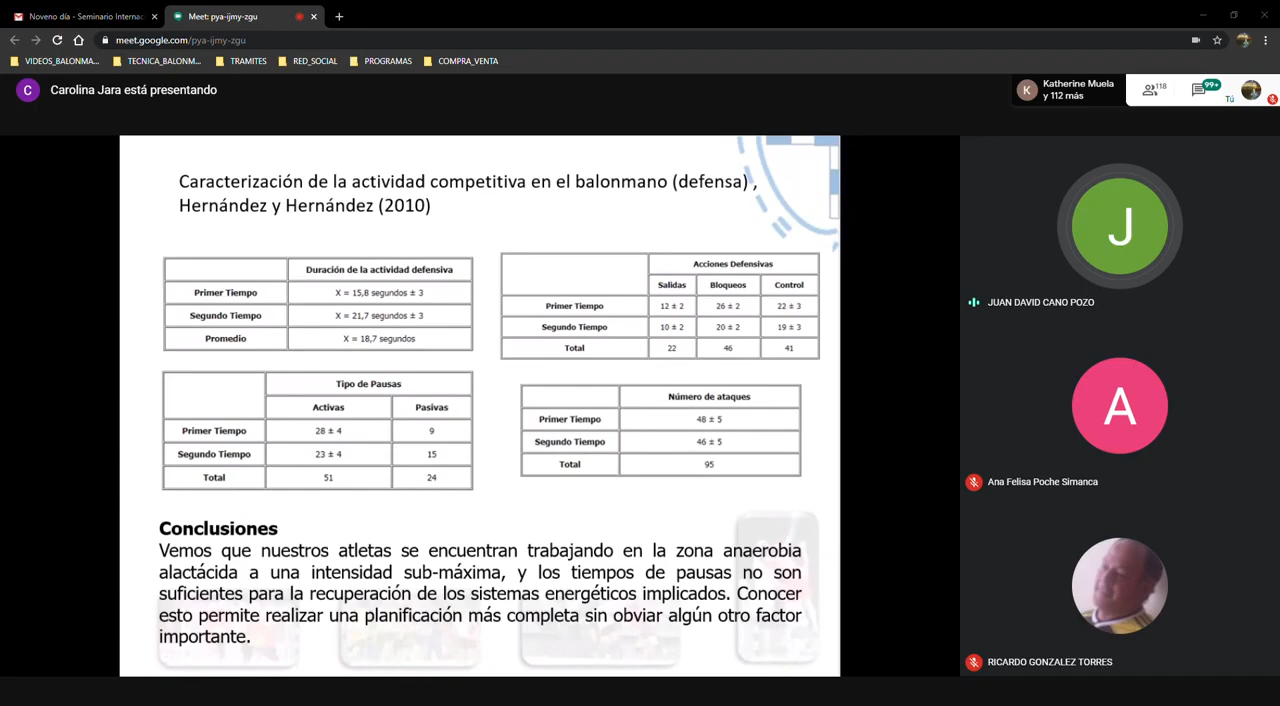 Noveno día - Seminario Internac
Meet: pya-ijmy-zgu
meet.google.com/pya-ijmy-zgu
VIDEOS_BALONMA...
TECNICA_BALONM...
TRAMITES
RED_SOCIAL
PROGRAMAS
COMPRA_VENTA
C
Carolina Jara está presentando
K
Katherine Muela
y 112 más
118
99+
Tú
Caracterización de la actividad competitiva en el balonmano (defensa) ,
Hernández y Hernández (2010)
Duración de la actividad defensiva
Primer Tiempo X = 15,8 segundos ± 3
Segundo Tiempo X = 21,7 segundos ± 3
Promedio X = 18,7 segundos
Acciones Defensivas
Salidas Bloqueos Control
Primer Tiempo 12 ± 2 26 ± 2 22 ± 3
Segundo Tiempo 10 ± 2 20 ± 2 19 ± 3
Total 22 46 41
Tipo de Pausas
Activas Pasivas
Primer Tiempo 28 ± 4 9
Segundo Tiempo 23 ± 4 15
Total 51 24
Número de ataques
Primer Tiempo 48 ± 5
Segundo Tiempo 46 ± 5
Total 95
Conclusiones
Vemos que nuestros atletas se encuentran trabajando en la zona anaerobia
alactácida a una intensidad sub-máxima, y los tiempos de pausas no son
suficientes para la recuperación de los sistemas energéticos implicados. Conocer
esto permite realizar una planificación más completa sin obviar algún otro factor
importante.
J
JUAN DAVID CANO POZO
A
Ana Felisa Poche Simanca
RICARDO GONZALEZ TORRES